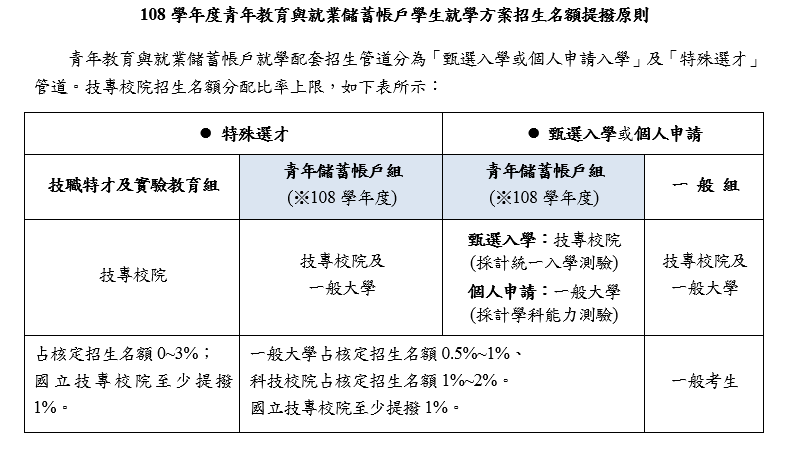 108 學年度青年教育與就業儲蓄帳戶學生就學方案招生名額提撥原則
青年教育與就業儲蓄帳戶就學配套招生管道分為「甄選入學或個人申請入學」及「特殊選才」
管道。技專校院招生名額分配比率上限，如下表所示：
● 特殊選才
● 甄選入學或個人申請
技職特才及實驗教育組
青年儲蓄帳戶組
(※108 學年度)
青年儲蓄帳戶組
(※108 學年度)
一 般 組
技專校院
技專校院及
一般大學
甄選入學：技專校院
(採計統一入學測驗)
個人申請：一般大學
(採計學科能力測驗)
技專校院及
一般大學
占核定招生名額 0~3%；
國立技專校院至少提撥
1%。
一般大學占核定招生名額 0.5%~1%、
科技校院占核定招生名額 1%~2%。
國立技專校院至少提撥 1%。
一般考生